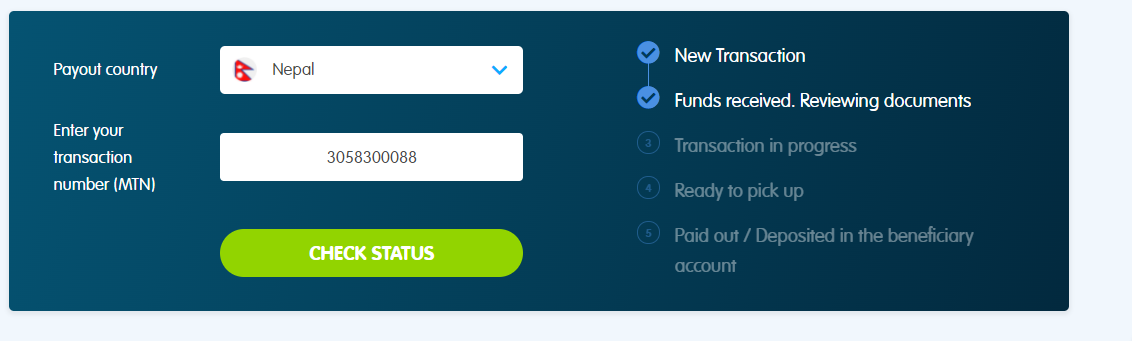 Payout country
Nepal
Enter your
transaction
number (MTN)
3058300088
CHECK STATUS
New Transaction
Funds received. Reviewing documents
3 Transaction in progress
4 Ready to pick up
5 Paid out / Deposited in the beneficiary
account